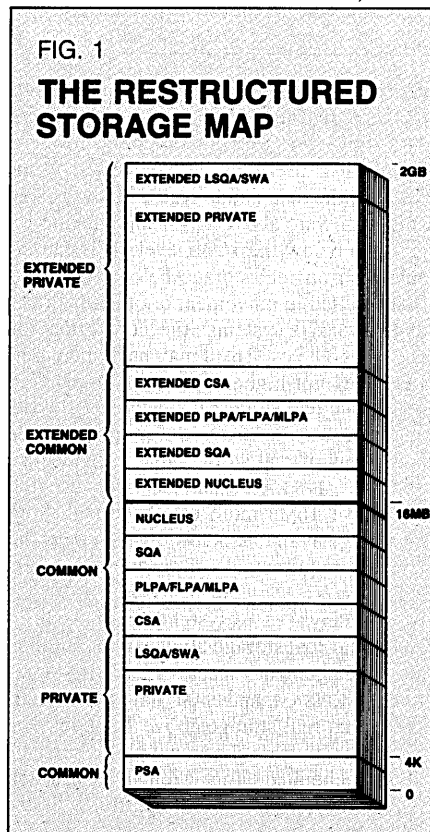 FIG. 1
THE RESTRUCTURED
STORAGE MAP
2GB
EXTENDED LSQA/SWA
EXTENDED PRIVATE
EXTENDED
PRIVATE
EXTENDED CSA
EXTENDED PLPA/FLPA/MLPA
EXTENDED
COMMON
EXTENDED SQA
EXTENDED NUCLEUS
16MB
NUCLEUS
SQA
COMMON
PLPA/FLPA/MLPA
CSA
LSQA/SWA
PRIVATE
PRIVATE
4K
COMMON
PSA
0